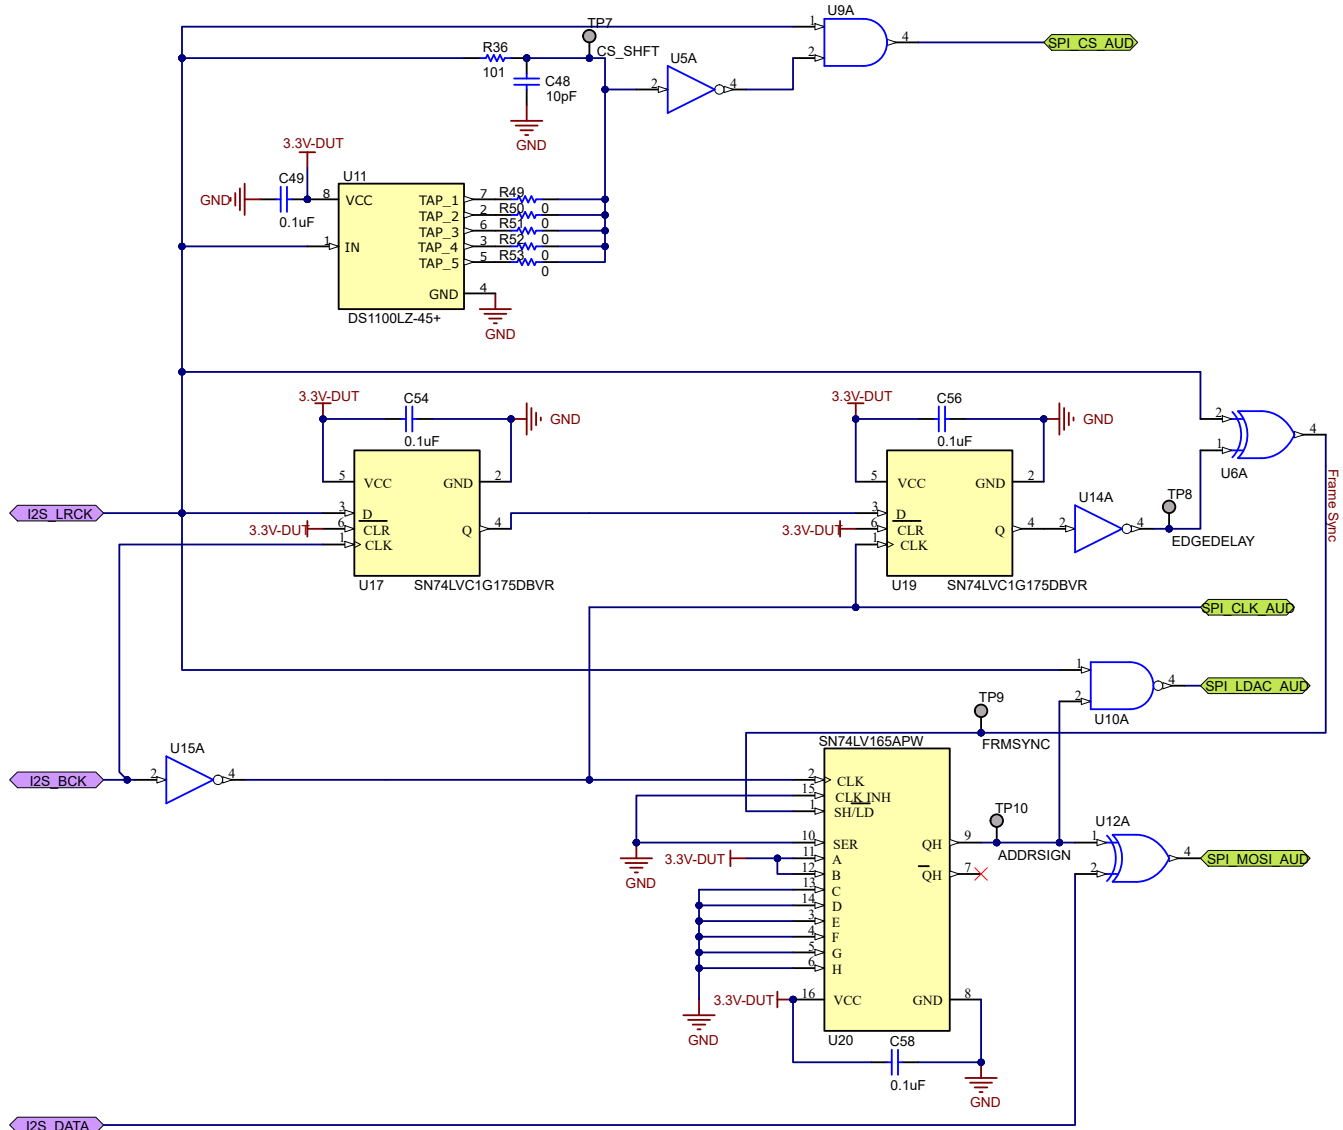 U9A
1
2
4
SPI_CS_AUD
TP7
CS_SHFT
R36
101
C48
10pF
GND
U5A
2
4
3.3V-DUT
C49
GND
0.1uF
U11
8
VCC
1
IN
TAP_1
7
R49
0
TAP_2
2
R50
0
TAP_3
6
R51
0
TAP_4
3
R52
0
TAP_5
5
R53
0
GND
4
DS1100LZ-45+
GND
3.3V-DUT
C54
0.1uF
GND
5
VCC
GND
2
I2S_LRCK
3
D
3.3V-DUT
6
CLR
1
CLK
Q
4
U17
SN74LVC1G175DBVR
3.3V-DUT
C56
0.1uF
GND
5
VCC
GND
2
3
D
3.3V-DUT
6
CLR
1
CLK
Q
4
U19
SN74LVC1G175DBVR
U14A
2
4
TP8
EDGEDELAY
2
1
4
U6A
Frame Sync
SPI_CLK_AUD
1
2
4
U10A
SPI_LDAC_AUD
TP9
FRMSYNC
I2S_BCK
U15A
2
4
SN74LV165APW
2
CLK
15
CLK INH
1
SH/LD
10
SER
11
A
12
B
13
C
14
D
3
E
4
F
5
G
6
H
16
VCC
QH
9
QH
7
GND
8
GND
3.3V-DUT
GND
3.3V-DUT
U20
C58
0.1uF
GND
TP10
ADDRSIGN
U12A
1
2
4
SPI_MOSI_AUD
I2S_DATA